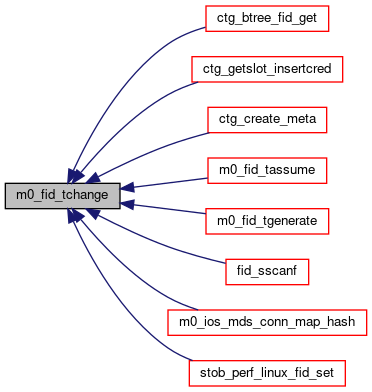 ctg_btree_fid_get
ctg_getslot_insertcred
ctg_create_meta
m0_fid_tassume
m0_fid_tchange
m0_fid_tgenerate
fid_sscanf
m0_ios_mds_conn_map_hash
stob_perf_linux_fid_set